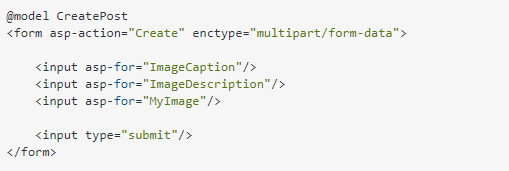 @model CreatePost
<form asp-action="Create" enctype="multipart/form-data">
<input asp-for="ImageCaption"/>
<input asp-for="ImageDescription"/>
<input asp-for="MyImage"/>
<input type="submit"/>
</form>